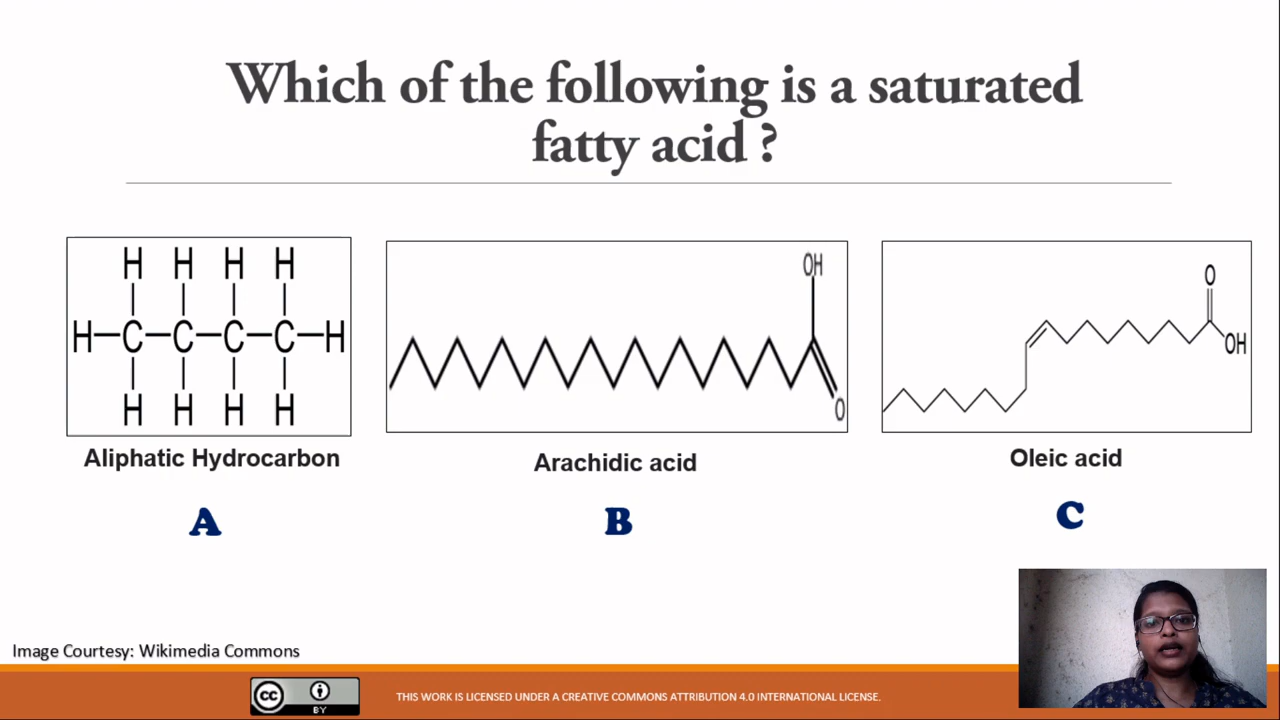 Which of the following is a saturated
fatty acid ?
H H H H
H C C C C H
H H H H
OH
O
O
OH
Aliphatic Hydrocarbon
Arachidic acid
Oleic acid
A
B
C
Image Courtesy: Wikimedia Commons
cc
BY
THIS WORK IS LICENSED UNDER A CREATIVE COMMONS ATTRIBUTION 4.0 INTERNATIONAL LICENSE.